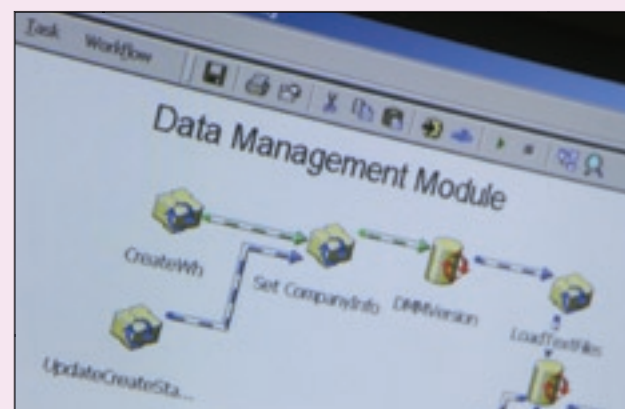 Task Workflow
Data Management Module
CreateWh
Set CompanyInfo
DMMVersion
LoadTextFiles
UpdateCreateSta...